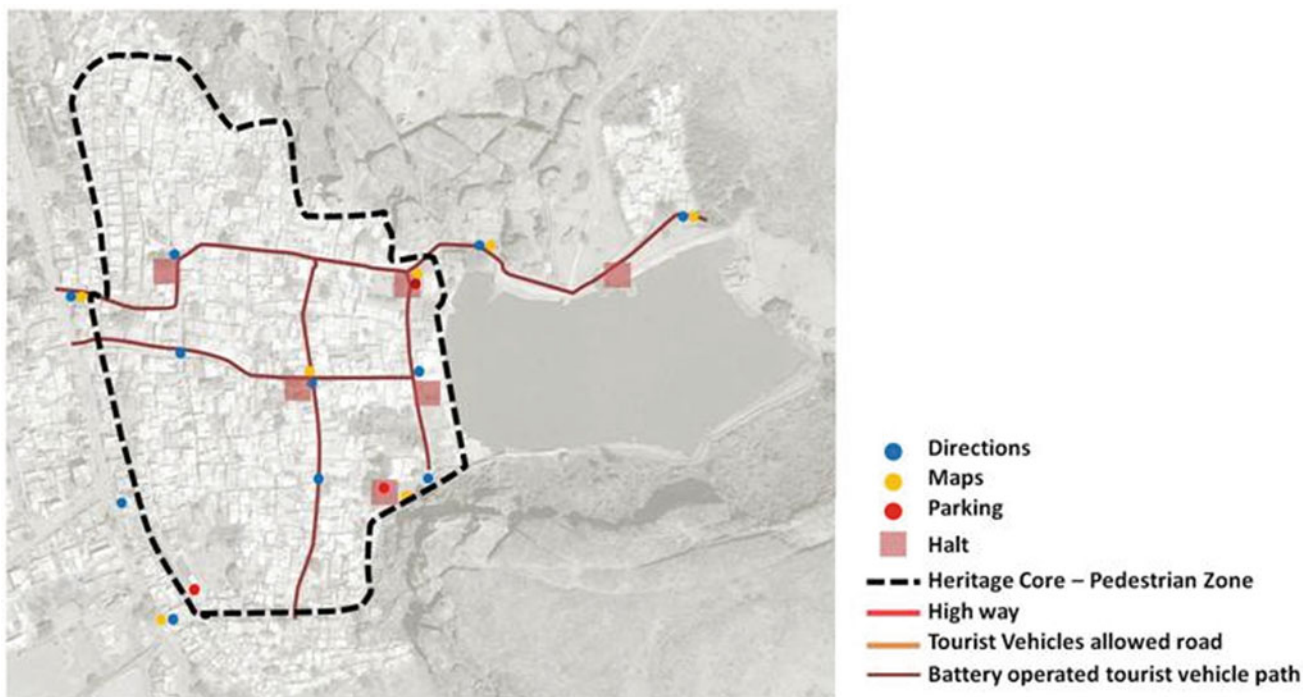 Directions
Maps
Parking
Halt
Heritage Core – Pedestrian Zone
High way
Tourist Vehicles allowed road
Battery operated tourist vehicle path